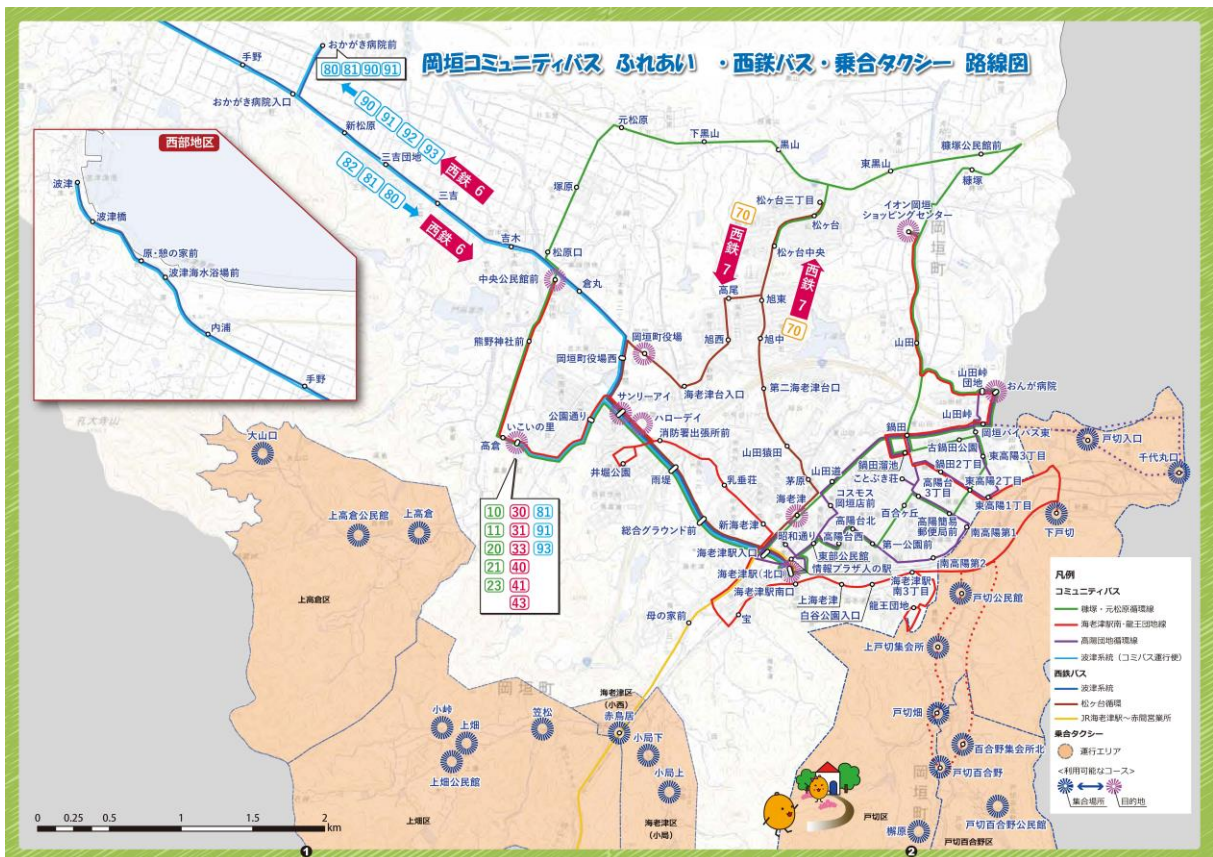 岡垣コミュニティバス ふれあい ・西鉄バス・乗合タクシー 路線図
おかがき病院前
80 81 90 91
手野
おかがき病院入口
90 91 92 93
西鉄 6
新松原
三吉団地
82 81 80
西鉄 6
三吉
吉木
西部地区
波津
波津橋
原・憩の家前
波津海水浴場前
内浦
手野
元松原
下黒山
黒山
東黒山
糠塚公民館前
糠塚
塚原
松原口
松ヶ台三丁目
松ヶ台
松ヶ台中央
イオン岡垣
ショッピングセンター
岡垣町
70
西鉄 7
西鉄 7
70
中央公民館前
倉丸
高尾
旭東
旭西
旭中
熊野神社前
岡垣町役場
岡垣町役場西
海老津台入口
第二海老津台口
山田
山田峠
団地
おんが病院
山田峠
サンリーアイ
ハローデイ
消防署出張所前
公園通り
いこいの里
高倉
井堀公園
雨堤
乳垂荘
山田猿田
茅原
山田道
鍋田
古鍋田公園
岡垣バイパス東
東高陽3丁目
鍋田溜池
鍋田2丁目
ことぶき荘
高陽台
3丁目
東高陽2丁目
東高陽1丁目
戸切入口
千代丸口
下戸切
総合グラウンド前
新海老津
海老津
コスモス
岡垣店前
百合ヶ丘
高陽簡易
郵便局前
南高陽第1
昭和通り
高陽台北
高陽台西
第一公園前
東部公民館
南高陽第2
海老津駅入口
海老津駅(北口)
情報プラザ人の駅
海老津駅南口
上海老津
白谷公園入口
海老津駅
南3丁目
龍王団地
宝
母の家前
10 30 81
11 31 91
20 33 93
21 40
23 41
43
大山口
上高倉公民館
上高倉
上高倉区
小峠
上畑
上畑公民館
笠松
上畑区
岡垣町
海老津区
(小西)
赤鳥居
小局下
小局上
海老津区
(小局)
戸切公民館
上戸切集会所
戸切畑
百合野集会所北
戸切百合野
戸切百合野公民館
岡垣町
戸切区
戸切百合野区
凡例
コミュニティバス
糠塚・元松原循環線
海老津駅南・龍王団地線
高陽団地循環線
波津系統(コミバス運行便)
西鉄バス
波津系統
松ヶ台循環
JR海老津駅～赤間営業所
乗合タクシー
運行エリア
<利用可能なコース>
集合場所
目的地
0 0.25 0.5 1 1.5 2
km
1
2